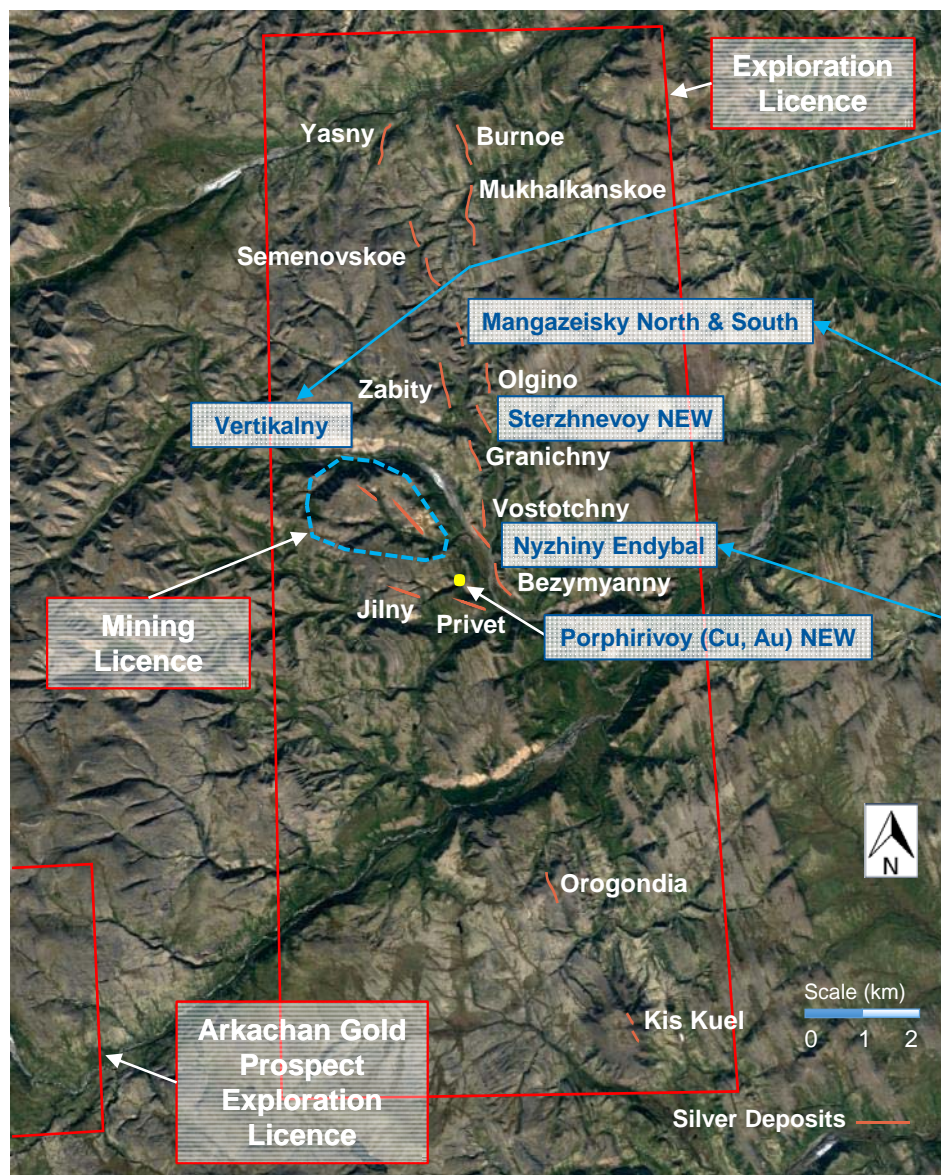 Exploration
Licence
Yasny
Burnoe
Mukhalkanskoe
Semenovskoe
Mangazeisky North & South
Zabity
Olgino
Vertikalny
Sterzhnevoy NEW
Granichny
Vostotchny
Nyzhiny Endybal
Bezymyanny
Jilny
Privet
Mining
Licence
Porphirivoy (Cu, Au) NEW
N
Orogondia
Scale (km)
0 1 2
Kis Kuel
Arkachan Gold
Prospect
Exploration
Licence
Silver Deposits